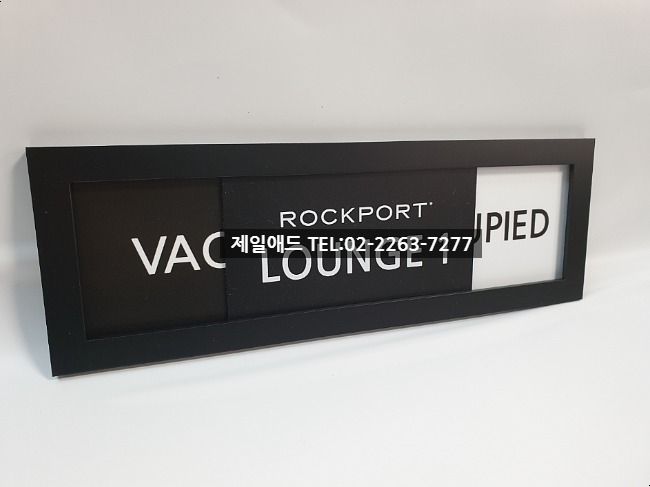 ROCKPORT
VAC LOUNGE 1 UPIED
제일애드 TEL:02-2263-7277